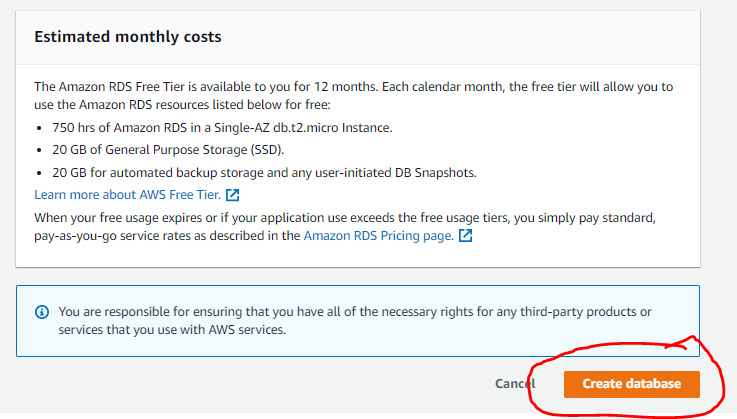 Estimated monthly costs
The Amazon RDS Free Tier is available to you for 12 months. Each calendar month, the free tier will allow you to
use the Amazon RDS resources listed below for free:
• 750 hrs of Amazon RDS in a Single-AZ db.t2.micro Instance.
• 20 GB of General Purpose Storage (SSD).
• 20 GB for automated backup storage and any user-initiated DB Snapshots.
Learn more about AWS Free Tier.
When your free usage expires or if your application use exceeds the free usage tiers, you simply pay standard,
pay-as-you-go service rates as described in the Amazon RDS Pricing page.
You are responsible for ensuring that you have all of the necessary rights for any third-party products or
services that you use with AWS services.
Cancel Create database